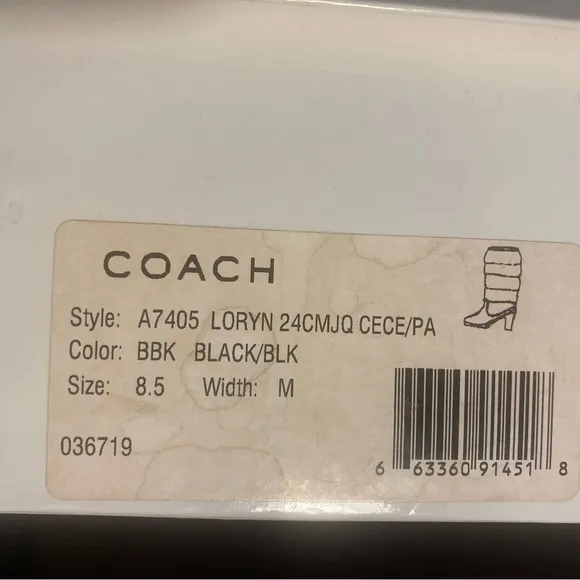 COACH
Style: A7405 LORYN 24CMJQ CECE/PA
Color: BBK BLACK/BLK
Size: 8.5 Width: M
036719
6 63360 91451 8